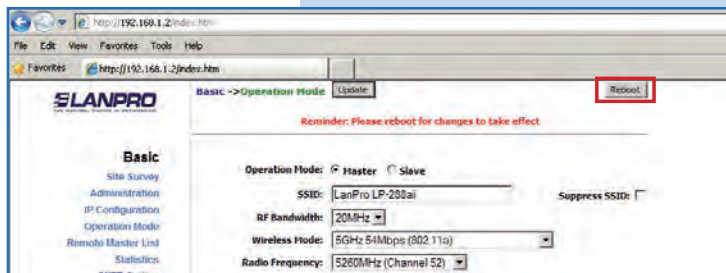 http://192.168.1.2/index.htm
File Edit View Favorites Tools Help
Favorites http://192.168.1.2/index.htm
LANPRO
Basic ->Operation Mode Update Reboot
Reminder: Please reboot for changes to take effect
Basic
Site Survey
Administration
IP Configuration
Operation Mode
Remote Master List
Statistics
Operation Mode: Master Slave
SSID: LanPro LP-288ai Suppress SSID:
RF Bandwidth: 20MHz
Wireless Mode: 5GHz 54Mbps (802.11a)
Radio Frequency: 5260MHz (Channel 52)